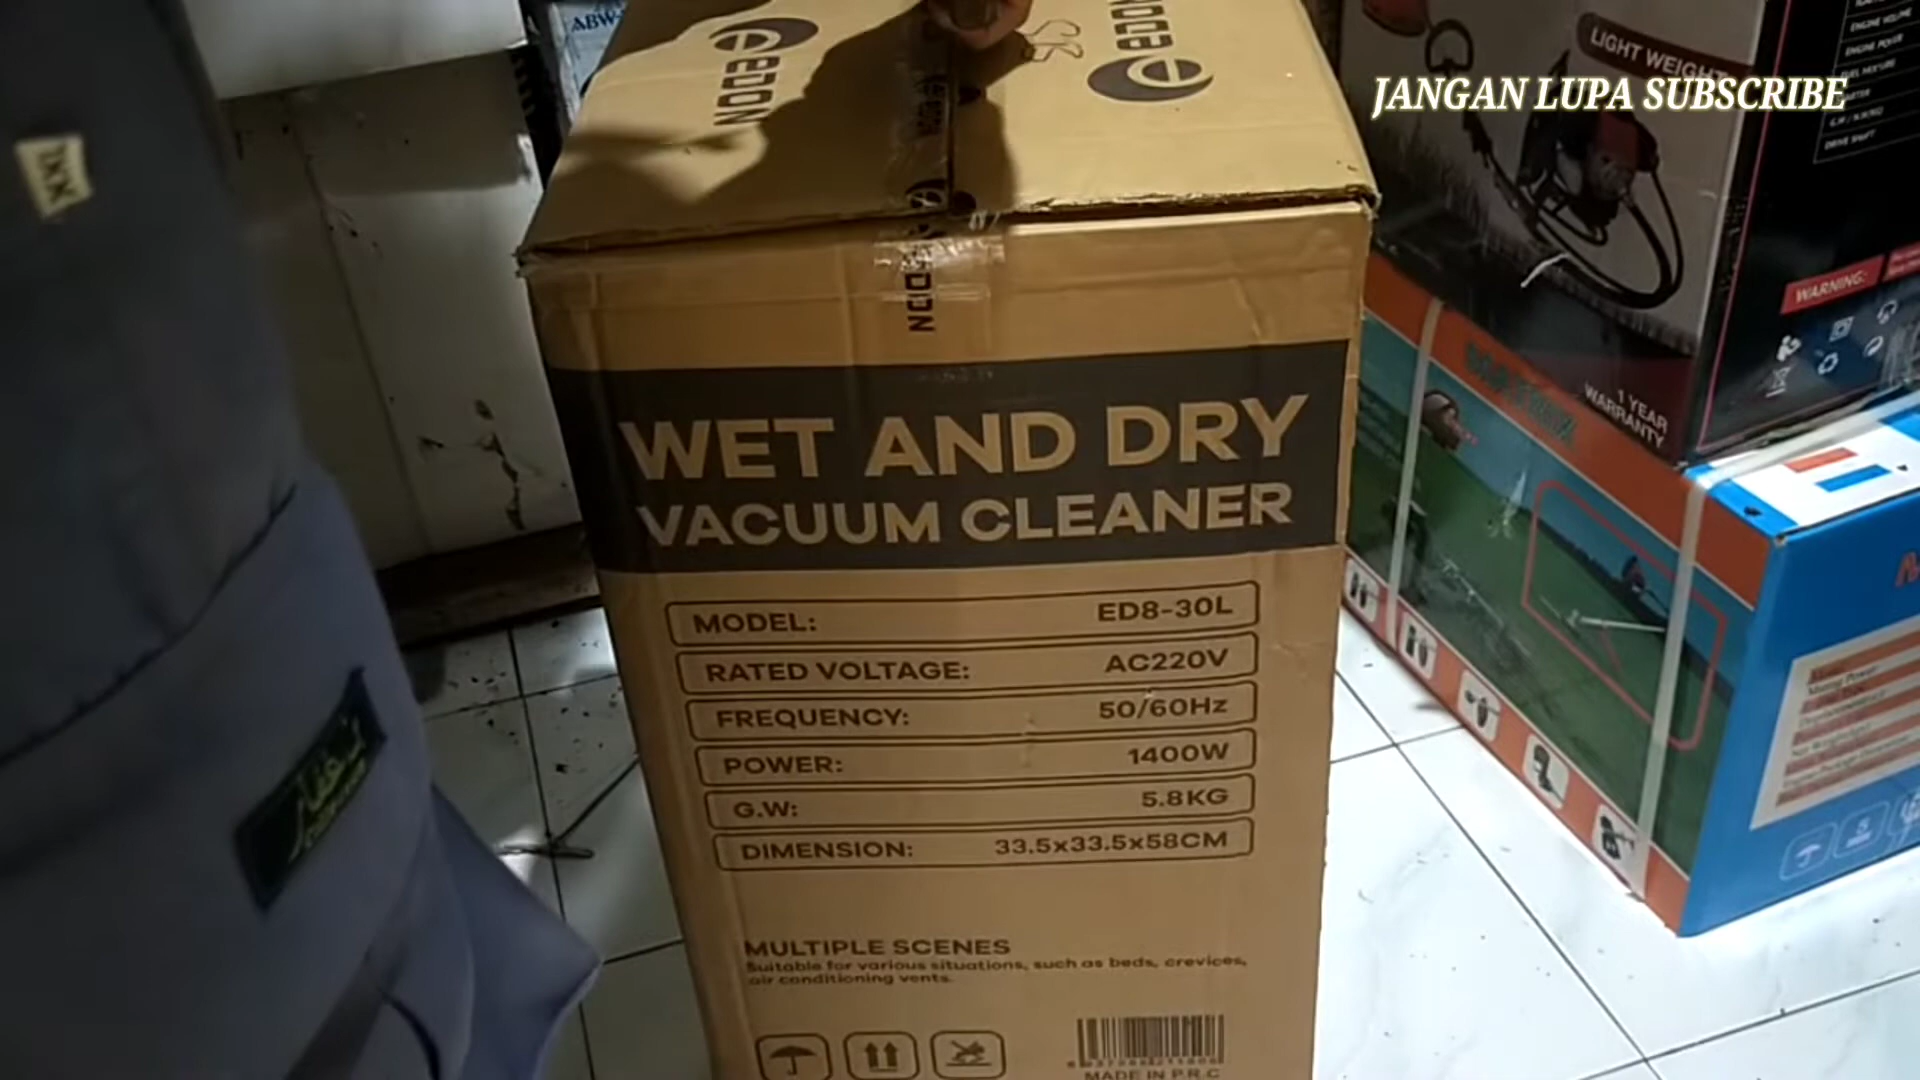 JANGAN LUPA SUBSCRIBE
edon
edon
EDON
LIGHT WEIGHT
WARNING:
1 YEAR
WARRANTY
WET AND DRY
VACUUM CLEANER
MODEL: ED8-30L
RATED VOLTAGE: AC220V
FREQUENCY: 50/60Hz
POWER: 1400W
G.W: 5.8KG
DIMENSION: 33.5x33.5x58CM
MULTIPLE SCENES
Suitable for various situations, such as beds, crevices,
air conditioning vents.
MADE IN P.R.C